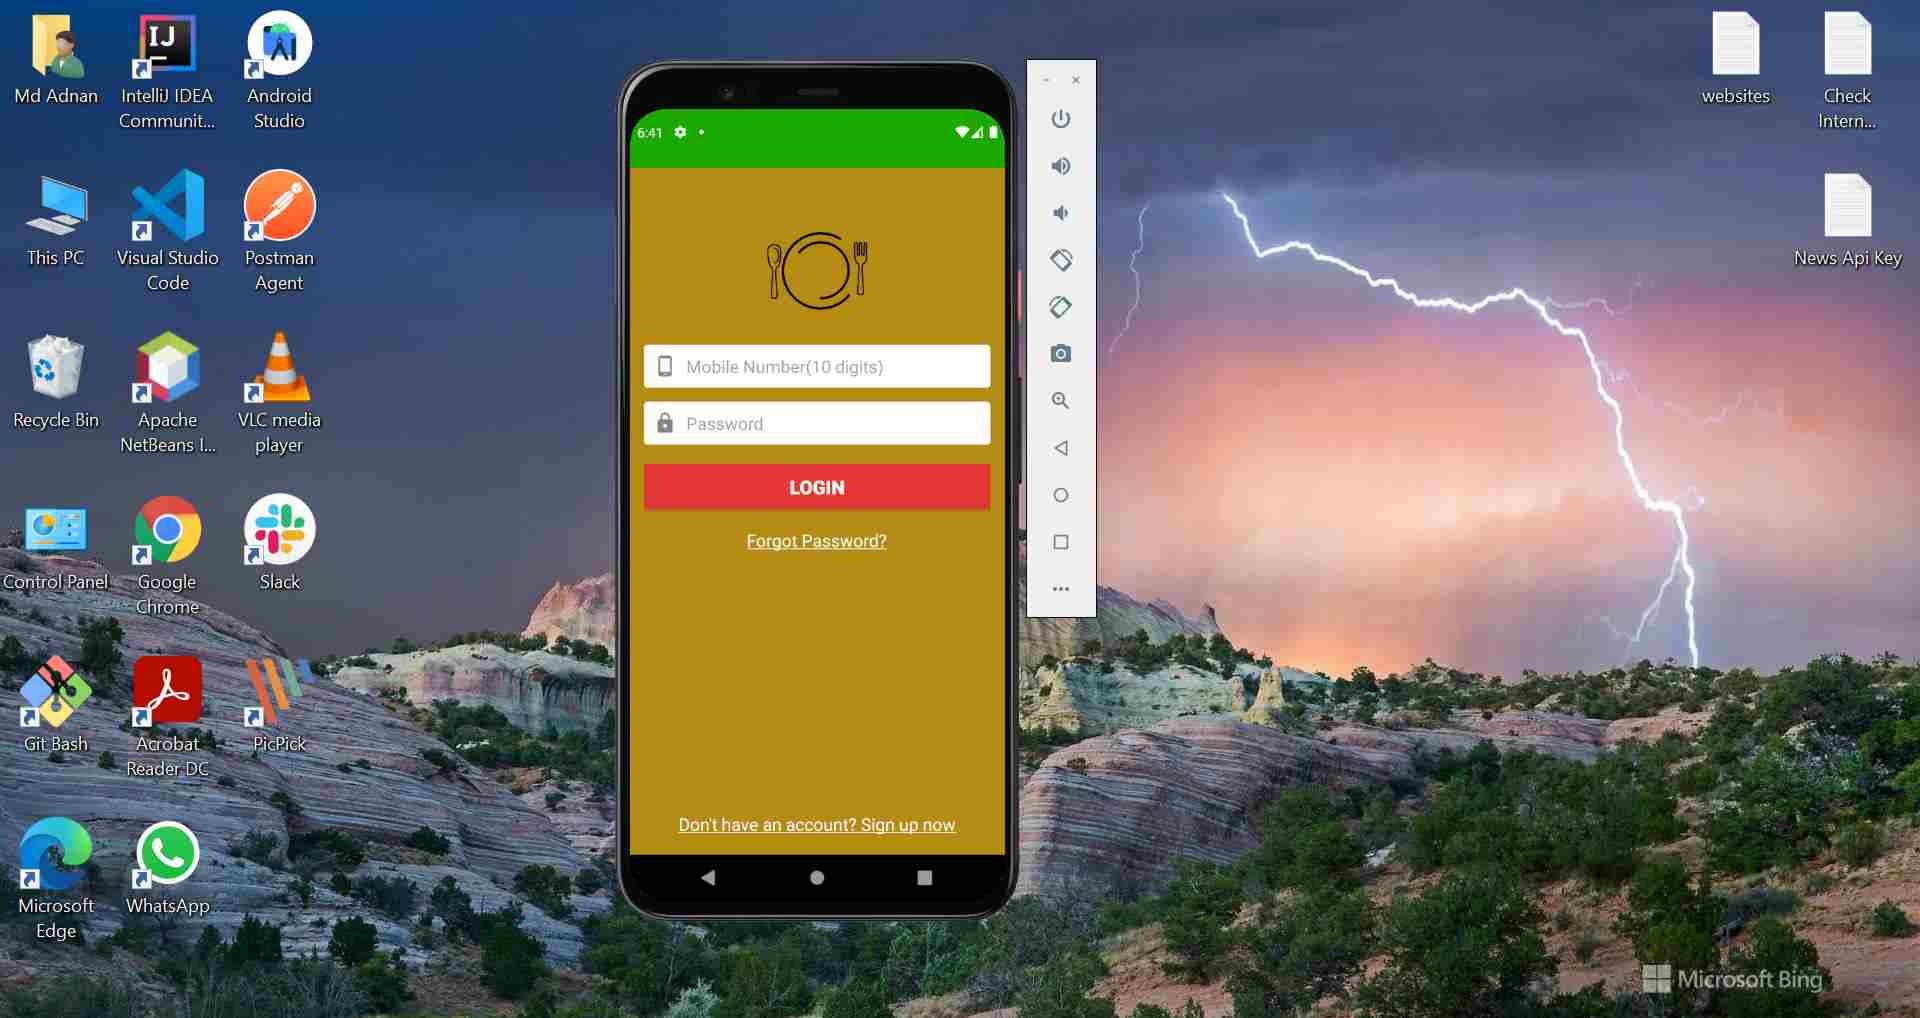 Md Adnan
IJ
IntelliJ IDEA
Communit...
Android
Studio
This PC
Visual Studio
Code
Postman
Agent
Recycle Bin
Apache
NetBeans I...
VLC media
player
Control Panel
Google
Chrome
Slack
Git Bash
Acrobat
Reader DC
PicPick
Microsoft
Edge
WhatsApp
6:41
Mobile Number(10 digits)
Password
LOGIN
Forgot Password?
Don't have an account? Sign up now
websites
Check
Intern...
News Api Key
Microsoft Bing